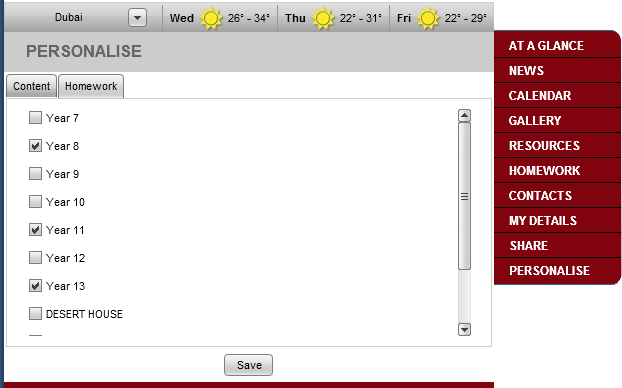 Dubai Wed 26° - 34° Thu 22° - 31° Fri 22° - 29°
PERSONALISE
Content Homework
Year 7
Year 8
Year 9
Year 10
Year 11
Year 12
Year 13
DESERT HOUSE
Save
AT A GLANCE
NEWS
CALENDAR
GALLERY
RESOURCES
HOMEWORK
CONTACTS
MY DETAILS
SHARE
PERSONALISE